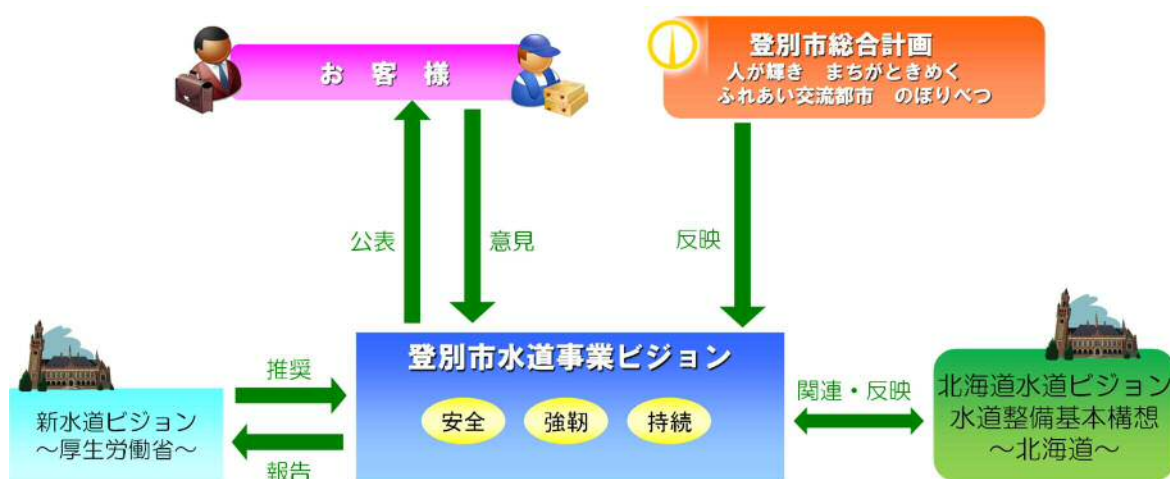 お 客 様
登別市総合計画
人が輝き まちがときめく
ふれあい交流都市 のぼりべつ
公表
意見
反映
登別市水道事業ビジョン
安全
強靭
持続
推奨
報告
新水道ビジョン
～厚生労働省～
関連・反映
北海道水道ビジョン
水道整備基本構想
～北海道～